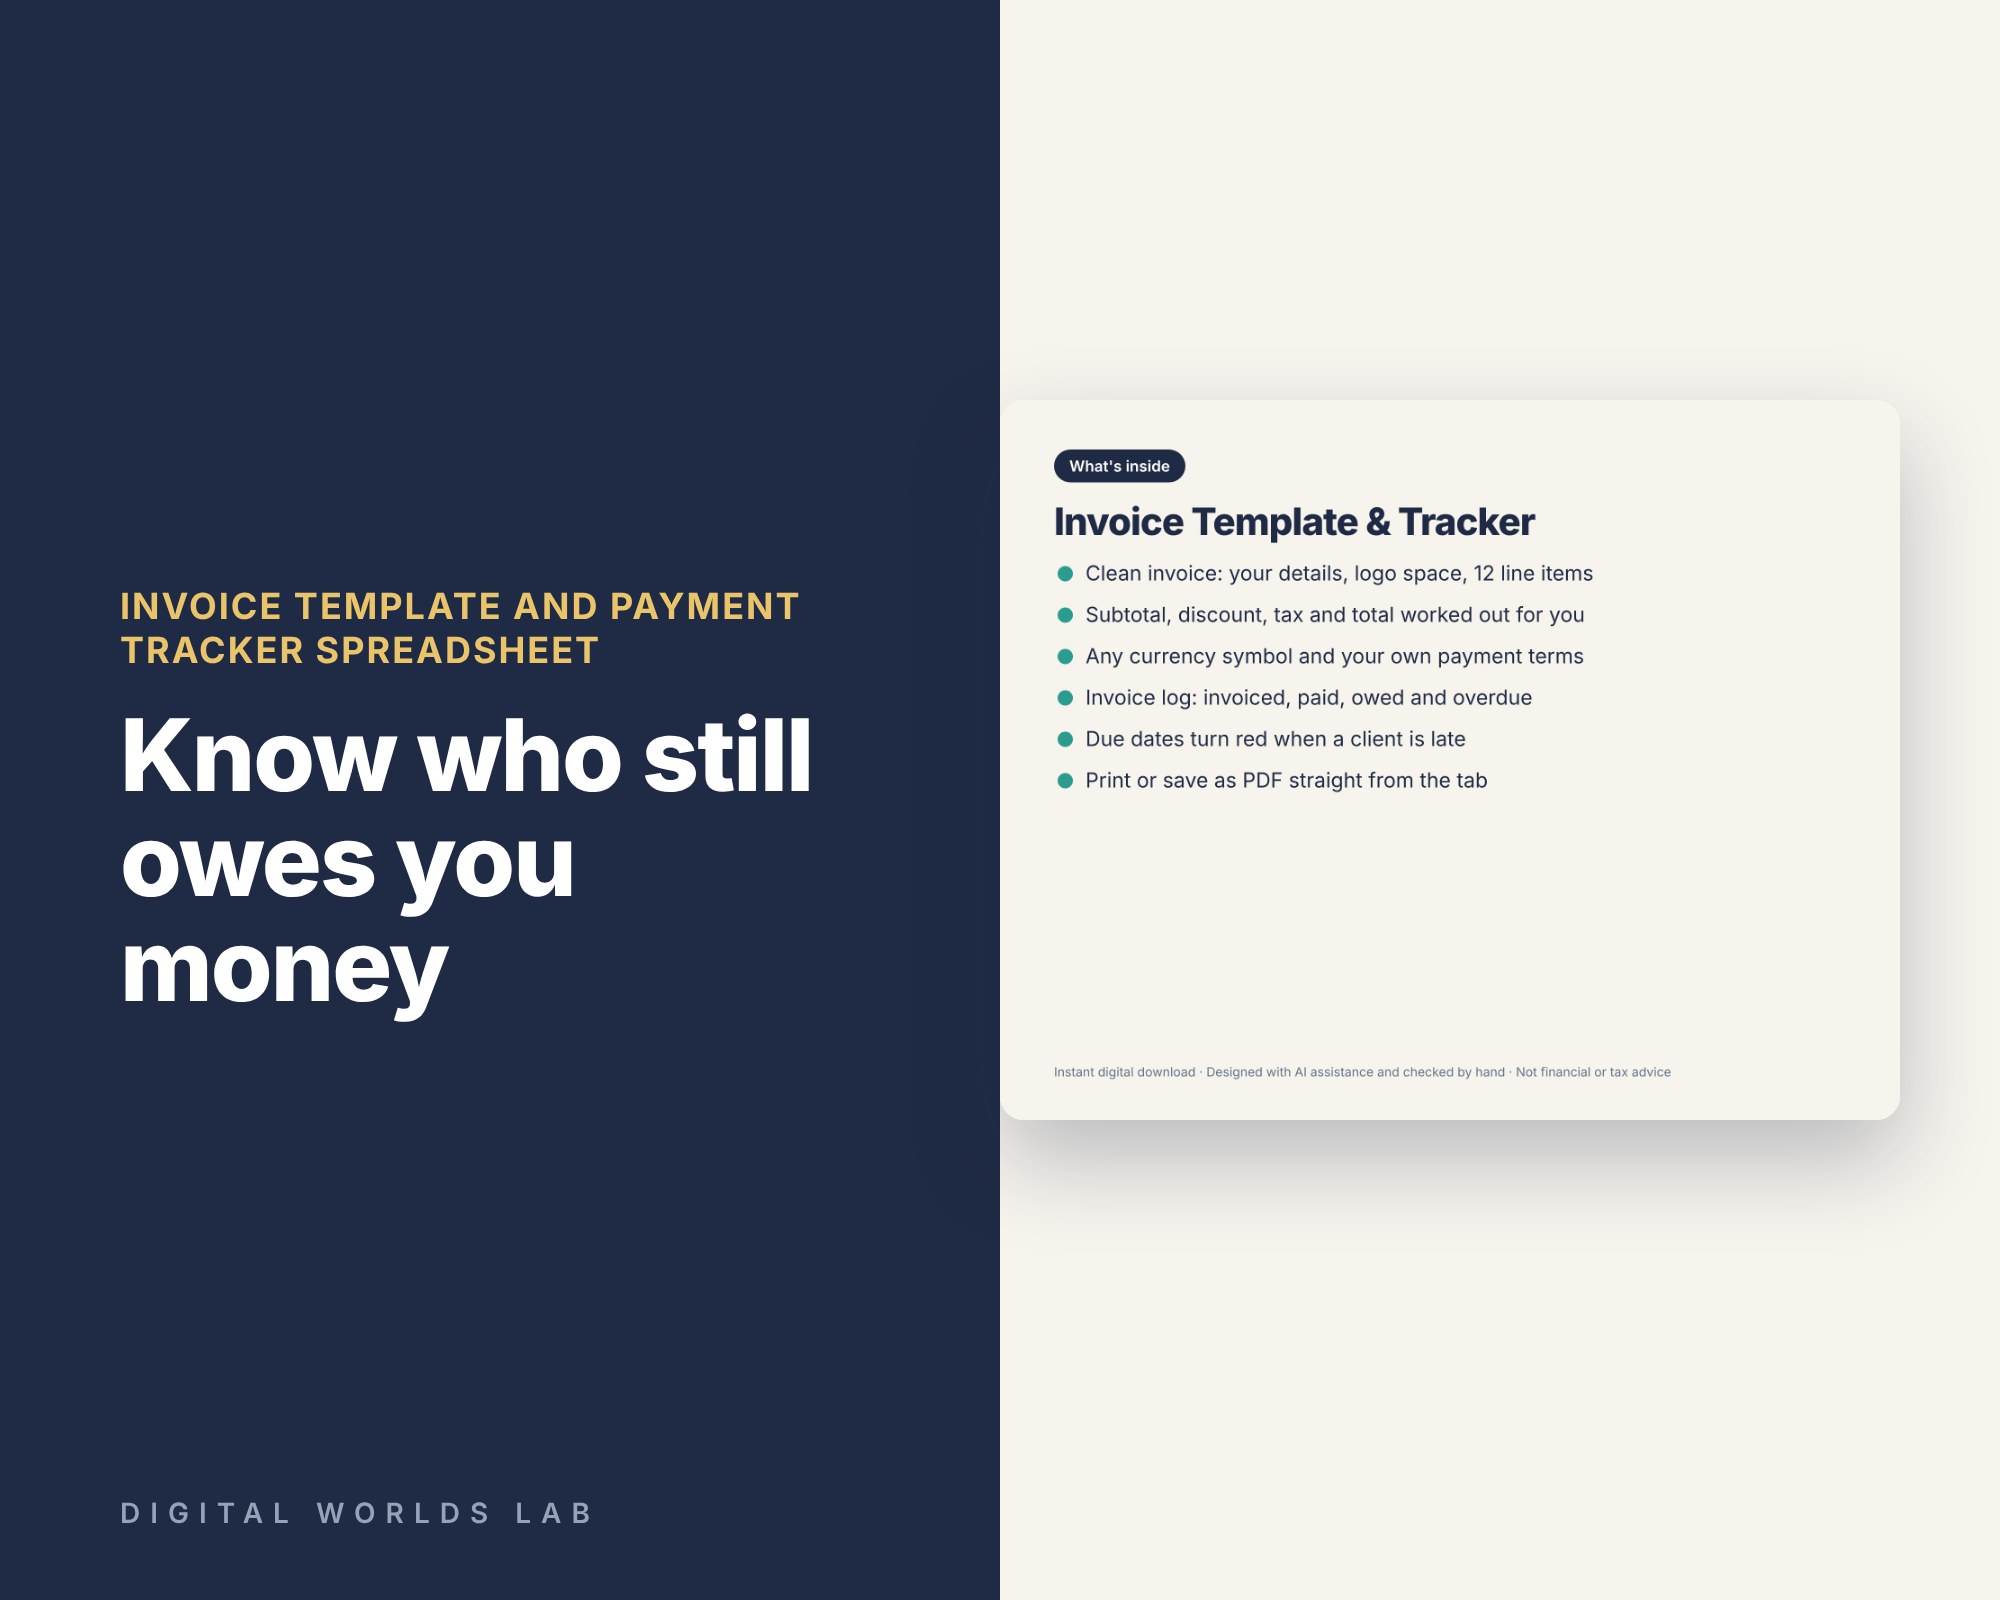 INVOICE TEMPLATE AND PAYMENT
TRACKER SPREADSHEET
Know who still
owes you
money
DIGITAL WORLDS LAB
What's inside
Invoice Template & Tracker
Clean invoice: your details, logo space, 12 line items
Subtotal, discount, tax and total worked out for you
Any currency symbol and your own payment terms
Invoice log: invoiced, paid, owed and overdue
Due dates turn red when a client is late
Print or save as PDF straight from the tab
Instant digital download · Designed with AI assistance and checked by hand · Not financial or tax advice